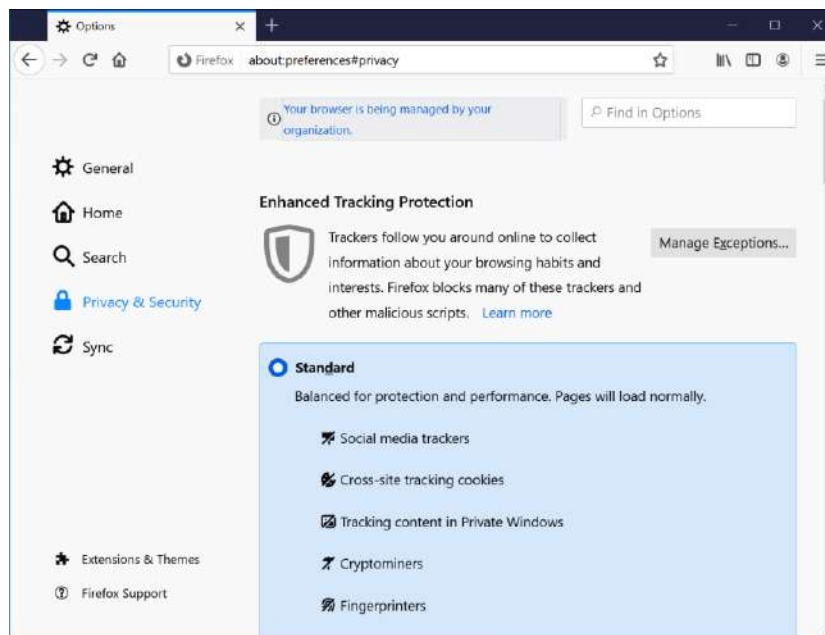 Options
Firefox about:preferences#privacy
Your browser is being managed by your
organization.
Find in Options
General
Home
Search
Privacy & Security
Sync
Extensions & Themes
Firefox Support
Enhanced Tracking Protection
Trackers follow you around online to collect
information about your browsing habits and
interests. Firefox blocks many of these trackers and
other malicious scripts. Learn more
Manage Exceptions...
Standard
Balanced for protection and performance. Pages will load normally.
Social media trackers
Cross-site tracking cookies
Tracking content in Private Windows
Cryptominers
Fingerprinters